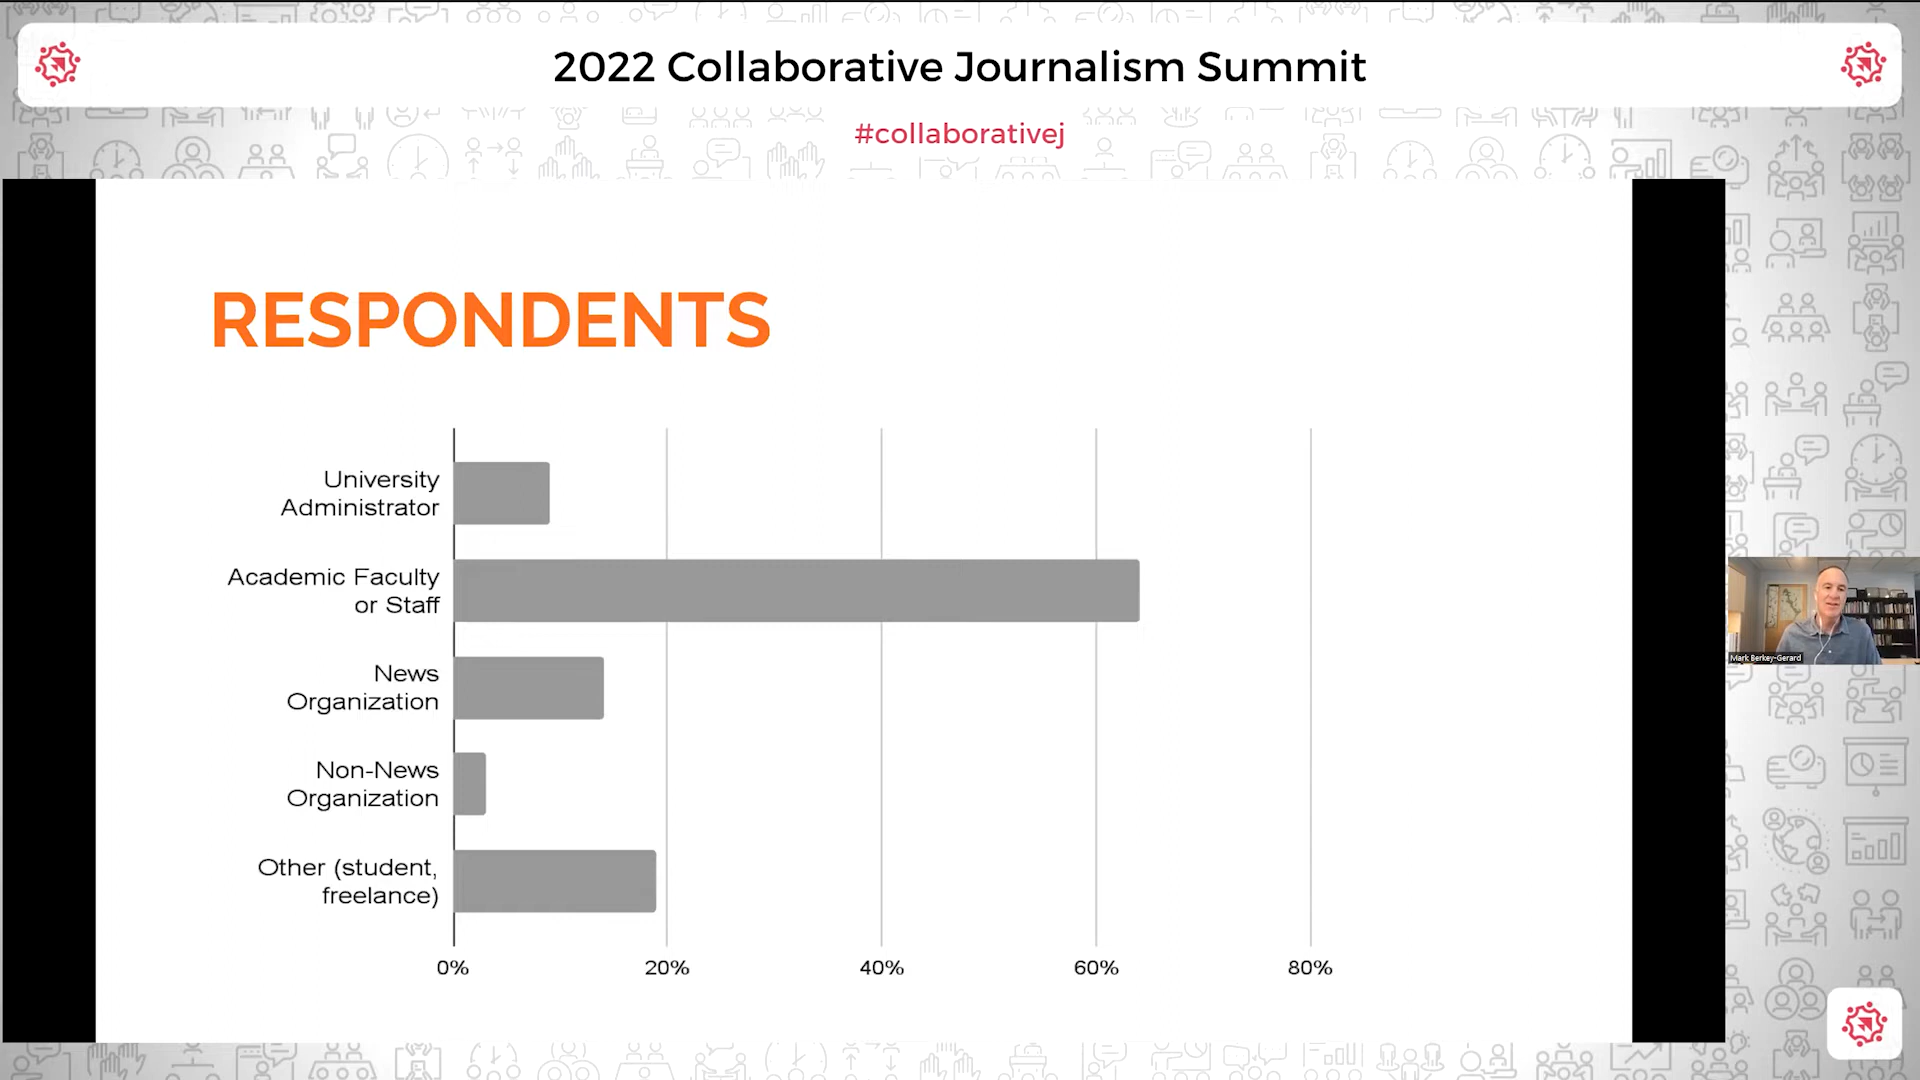 2022 Collaborative Journalism Summit
#collaborativej
RESPONDENTS
University
Administrator
Academic Faculty
or Staff
News
Organization
Non-News
Organization
Other (student,
freelance)
0%
20%
40%
60%
80%
Mark Berkey-Gerard